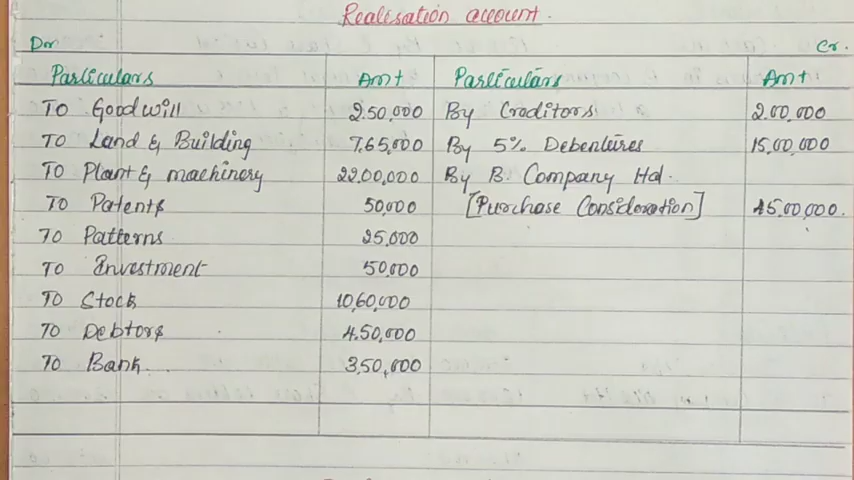 Realisation account.
Dr Cr.
Particulars Amt Particulars Amt
To Goodwill 2,50,000 By Creditors 2,00,000
To Land & Building 7,65,000 By 5% Debentures 15,00,000
To Plant & machinery 22,00,000 By B. Company ltd.
To Patents 50,000 [Purchase Consideration] 45,00,000.
To Patterns 25,000
To Investment 50,000
To Stock 10,60,000
To Debtors 4,50,000
To Bank 3,50,000